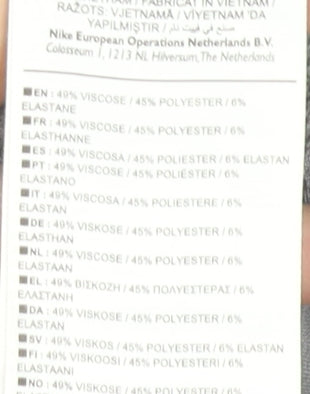 FABRICAT IN VIETNAM /
RAŽOTS: VJETNAMĀ / VİYETNAM 'DA
YAPILMIŞTIR / صنع في فييت نام
Nike European Operations Netherlands B.V.
Colosseum 1, 1213 NL Hilversum, The Netherlands
EN : 49% VISCOSE / 45% POLYESTER / 6%
ELASTANE
FR : 49% VISCOSE / 45% POLYESTER / 6%
ELASTHANNE
ES : 49% VISCOSA / 45% POLIESTER / 6% ELASTAN
PT : 49% VISCOSE / 45% POLIÉSTER / 6%
ELASTANO
IT : 49% VISCOSA / 45% POLIESTERE / 6%
ELASTAN
DE : 49% VISKOSE / 45% POLYESTER / 6%
ELASTHAN
NL : 49% VISCOSE / 45% POLYESTER / 6%
ELASTAAN
EL : 49% ΒΙΣΚΟΖΗ / 45% ΠΟΛΥΕΣΤΕΡΑΣ / 6%
ΕΛΑΣΤΑΝΗ
DA : 49% VISKOSE / 45% POLYESTER / 6%
ELASTAN
SV : 49% VISKOS / 45% POLYESTER / 6% ELASTAN
FI : 49% VISKOOSI / 45% POLYESTERI / 6%
ELASTAANI
NO : 49% VISKOSE / 45% POLYESTER / 6%